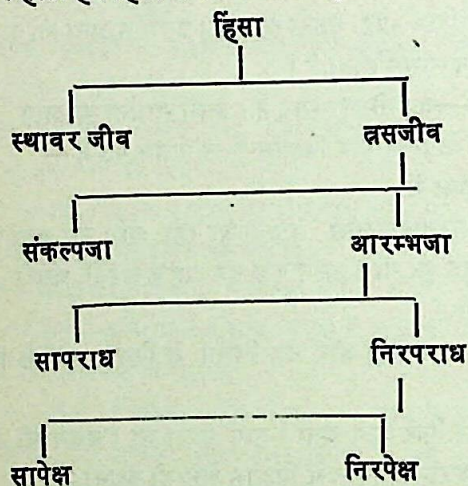 हिंसा
स्थावर जीव त्रसजीव
संकल्पजा आरम्भजा
सापराध निरपराध
सापेक्ष निरपेक्ष